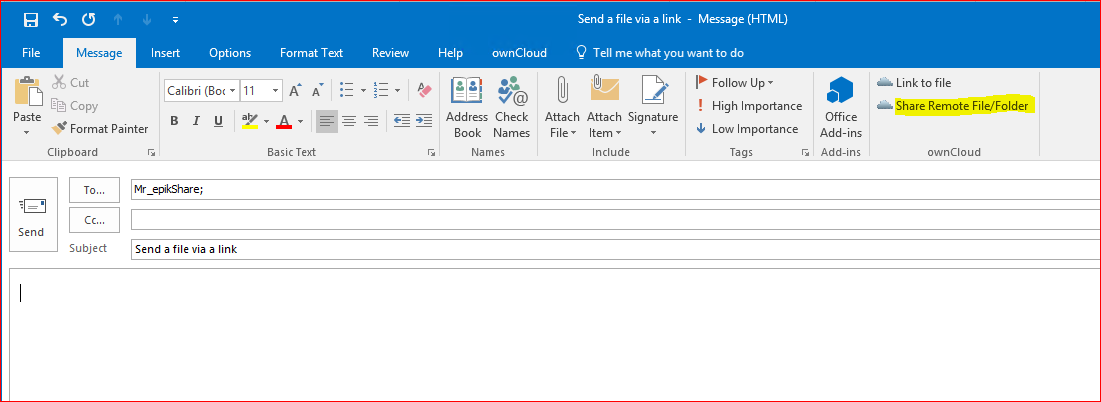 Send a file via a link - Message (HTML)
File Message Insert Options Format Text Review Help ownCloud Tell me what you want to do
Paste
Cut
Copy
Format Painter
Clipboard
Calibri (Boc 11 A A
B I U ab A
Basic Text
Address Book
Check Names
Names
Attach File
Attach Item
Signature
Include
Follow Up
! High Importance
Low Importance
Tags
Office Add-ins
Add-ins
Link to file
Share Remote File/Folder
ownCloud
Send
To... Mr_epikShare;
Cc...
Subject Send a file via a link